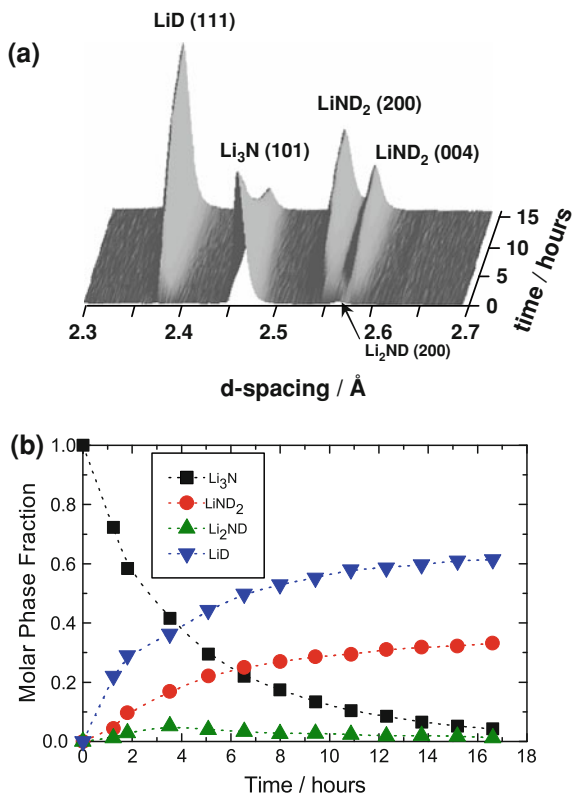 (a)
LiD (111)
LiND₂ (200)
Li₃N (101)
LiND₂ (004)
15
10
5
0
time / hours
2.3 2.4 2.5 2.6 2.7
Li₂ND (200)
d-spacing / Å
(b)
1.0
0.8
0.6
0.4
0.2
0.0
Molar Phase Fraction
Li₃N
LiND₂
Li₂ND
LiD
0 2 4 6 8 10 12 14 16 18
Time / hours